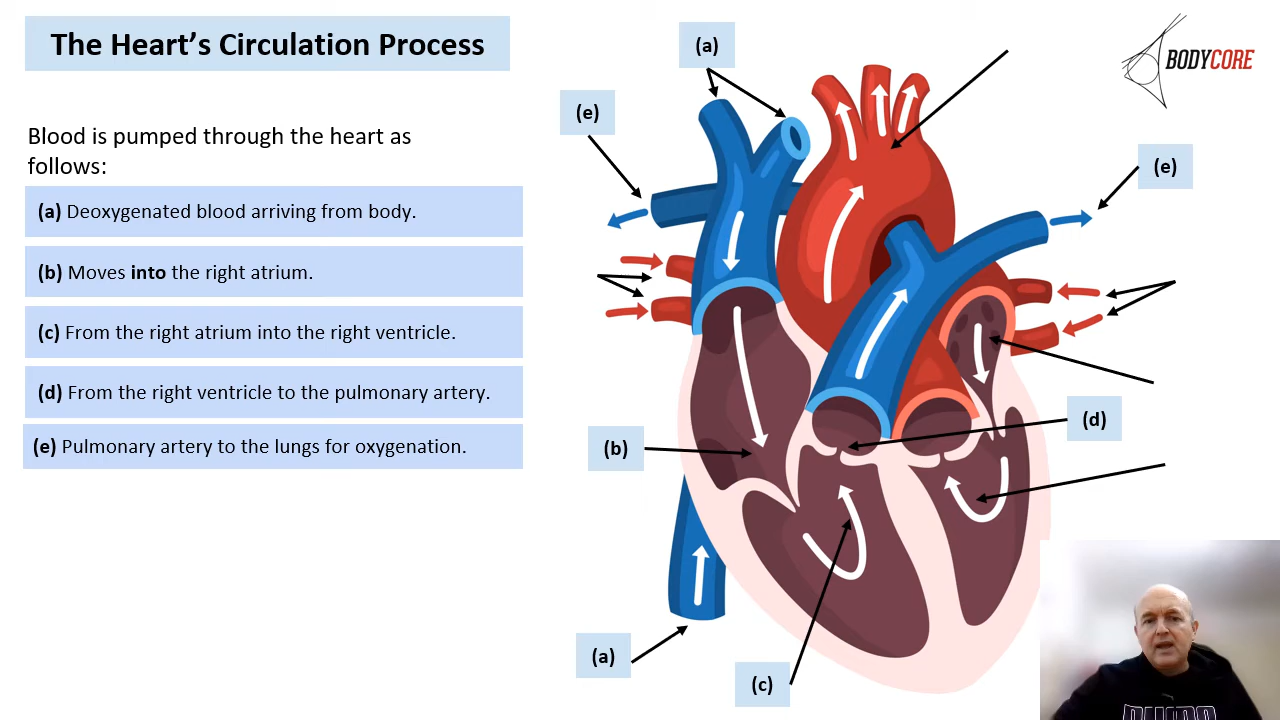 The Heart’s Circulation Process
Blood is pumped through the heart as
follows:
(a) Deoxygenated blood arriving from body.
(b) Moves into the right atrium.
(c) From the right atrium into the right ventricle.
(d) From the right ventricle to the pulmonary artery.
(e) Pulmonary artery to the lungs for oxygenation.
(a)
(e)
(e)
(d)
(b)
(a)
(c)
BODYCORE